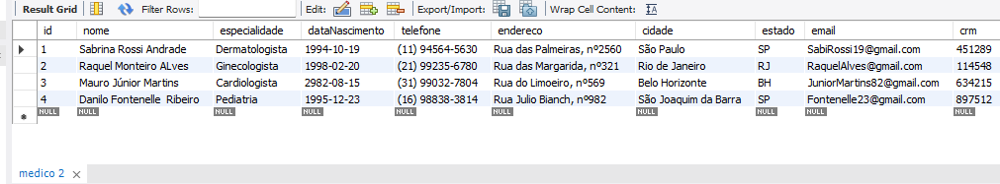 Result Grid Filter Rows: Edit: Export/Import: Wrap Cell Content: IA
id nome especialidade dataNascimento telefone endereco cidade estado email crm
1 Sabrina Rossi Andrade Dermatologista 1994-10-19 (11) 94564-5630 Rua das Palmeiras, nº2560 São Paulo SP SabiRossi19@gmail.com 451289
2 Raquel Monteiro ALves Ginecologista 1998-02-20 (21) 99235-6780 Rua das Margarida, nº321 Rio de Janeiro RJ RaquelAlves@gmail.com 114548
3 Mauro Júnior Martins Cardiologista 2982-08-15 (31) 99032-7804 Rua do Limoeiro, nº569 Belo Horizonte BH JuniorMartins82@gmail.com 634215
4 Danilo Fontenelle Ribeiro Pediatria 1995-12-23 (16) 98838-3814 Rua Julio Bianch, nº982 São Joaquim da Barra SP Fontenelle23@gmail.com 897512
NULL NULL NULL NULL NULL NULL NULL NULL NULL NULL
medico 2